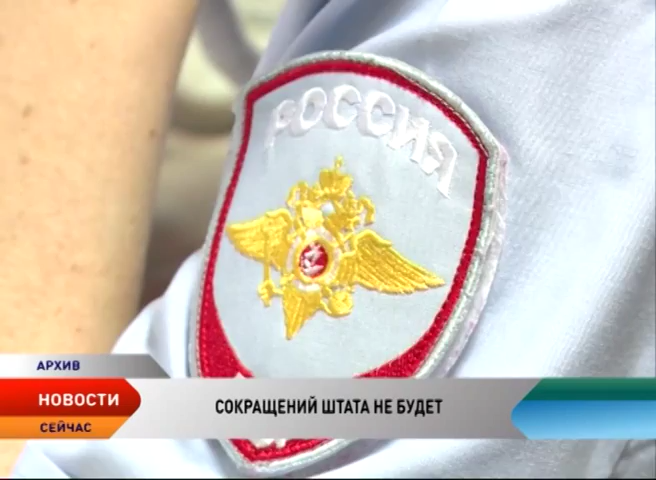 РОССИЯ
АРХИВ
НОВОСТИ
СЕЙЧАС
СОКРАЩЕНИЙ ШТАТА НЕ БУДЕТ